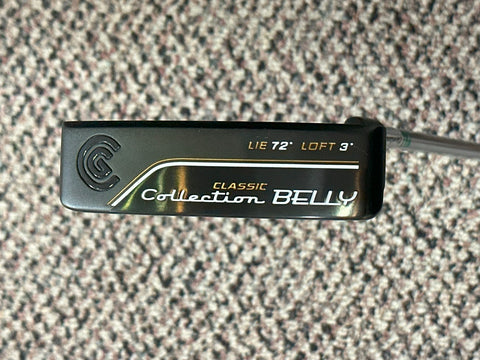 LIE 72° LOFT 3°
CLASSIC
Collection BELLY